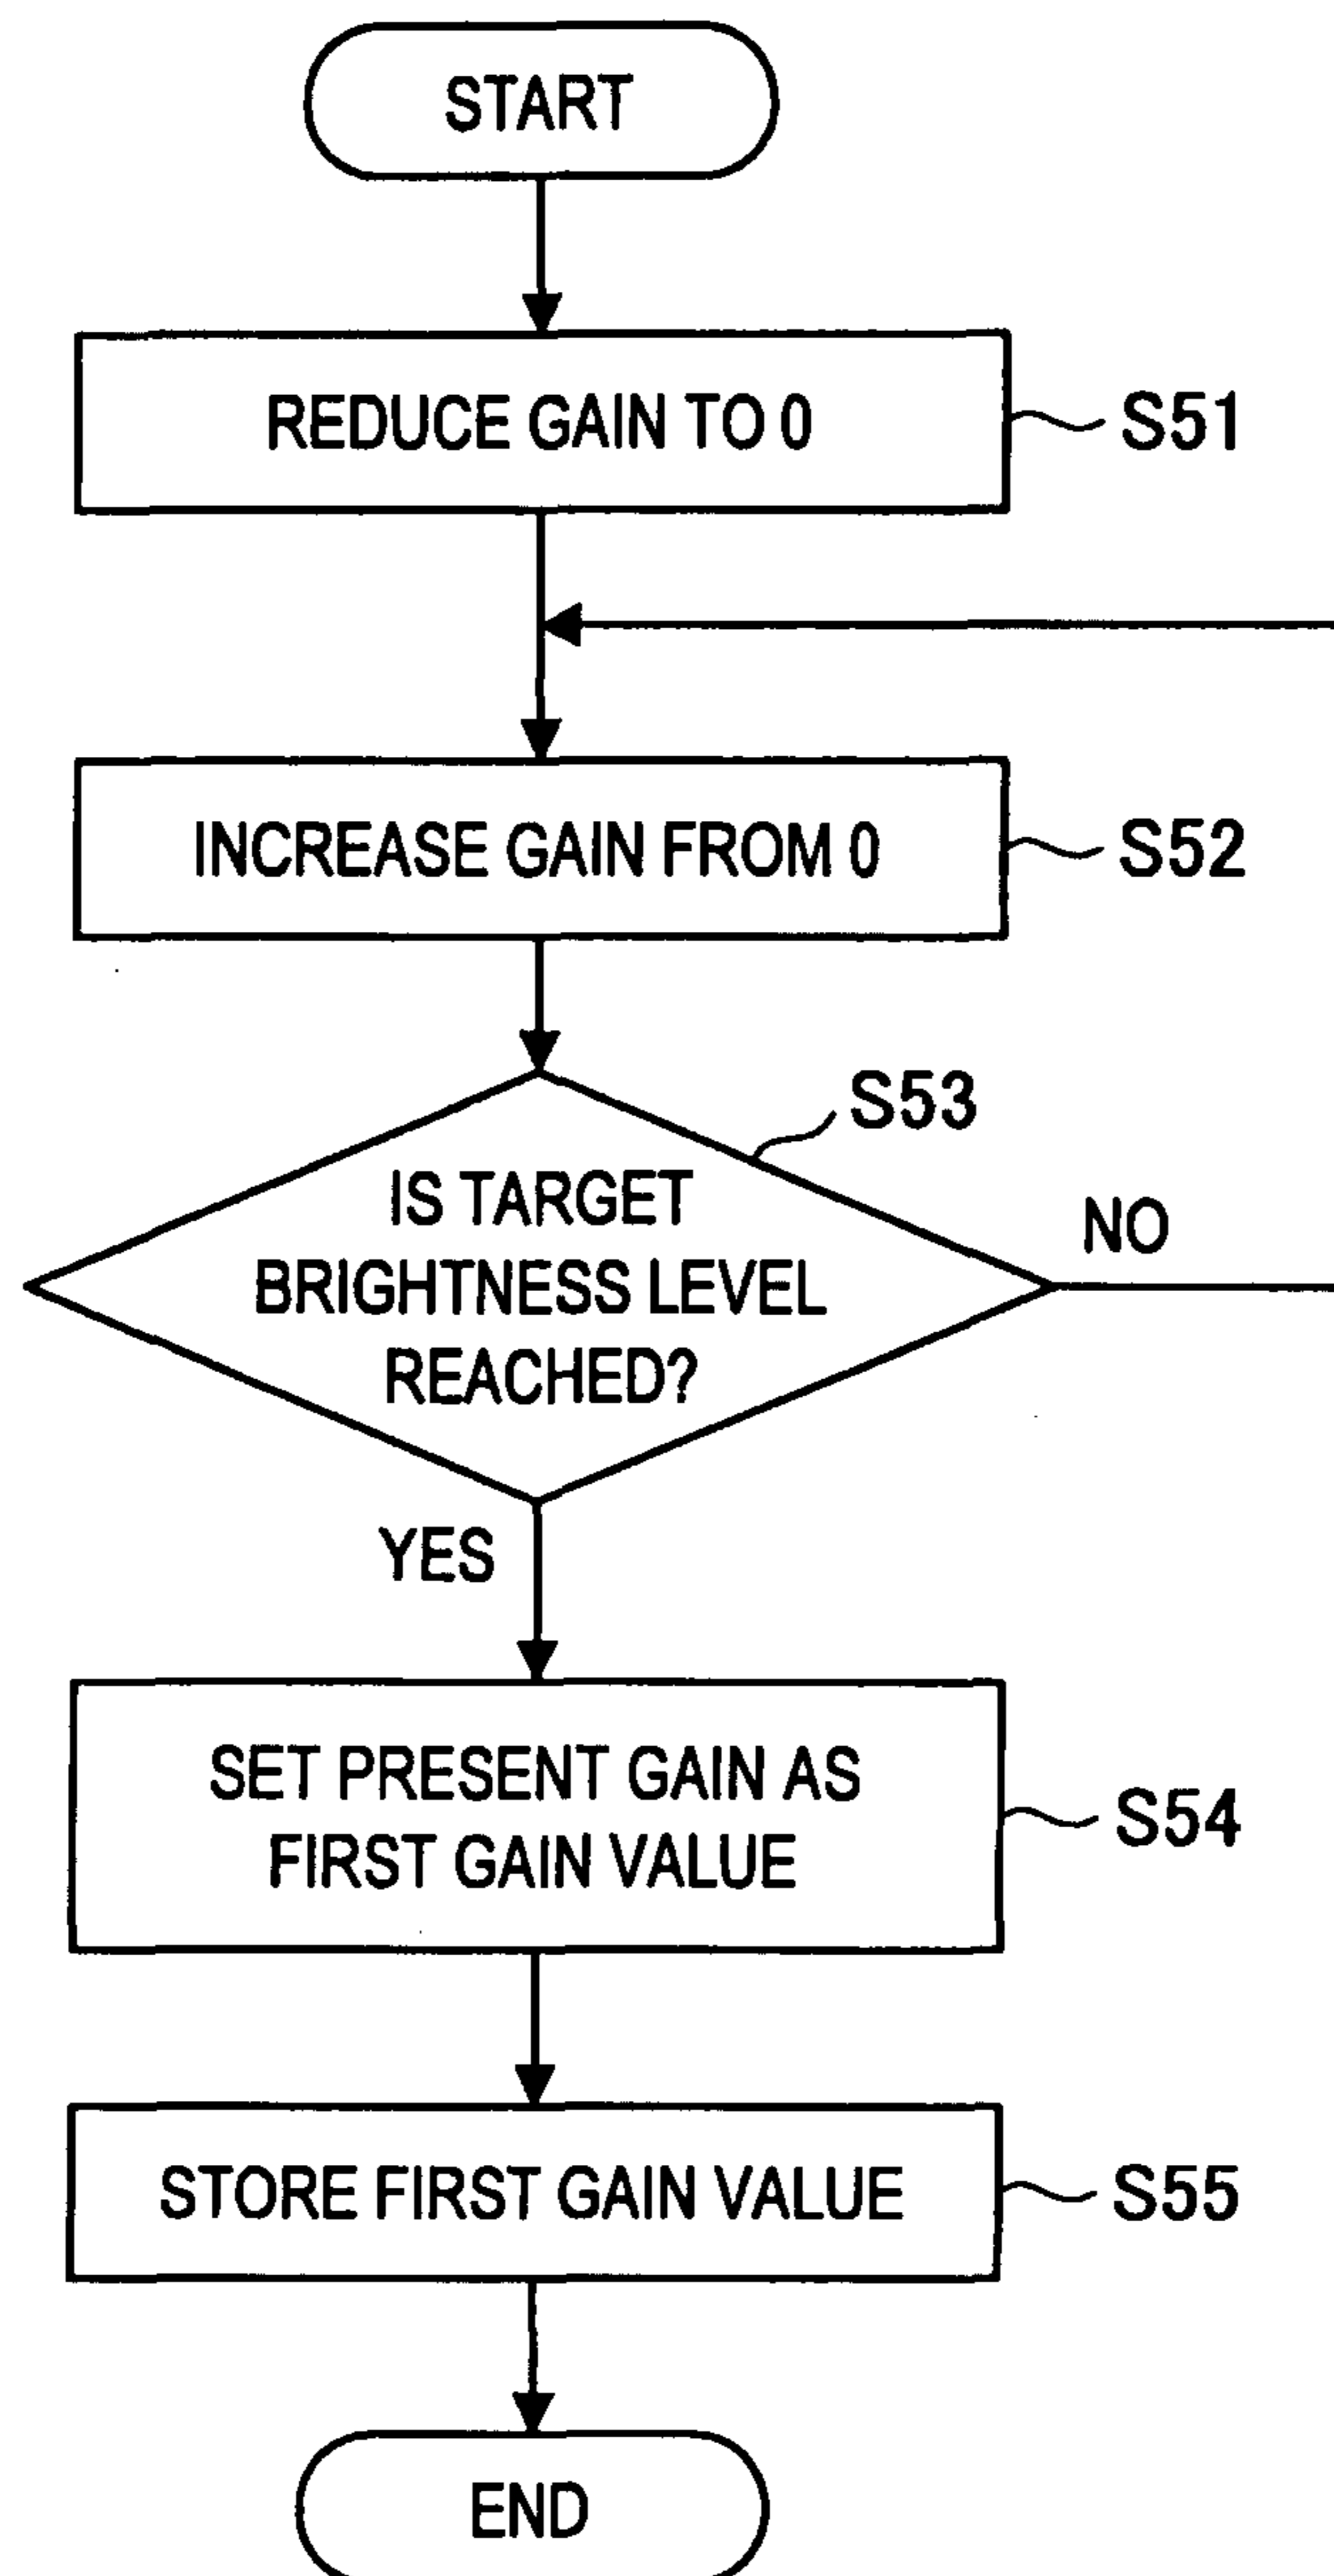 START
REDUCE GAIN TO 0
S51
INCREASE GAIN FROM 0
S52
S53
IS TARGET
BRIGHTNESS LEVEL
REACHED?
NO
YES
SET PRESENT GAIN AS
FIRST GAIN VALUE
S54
STORE FIRST GAIN VALUE
S55
END